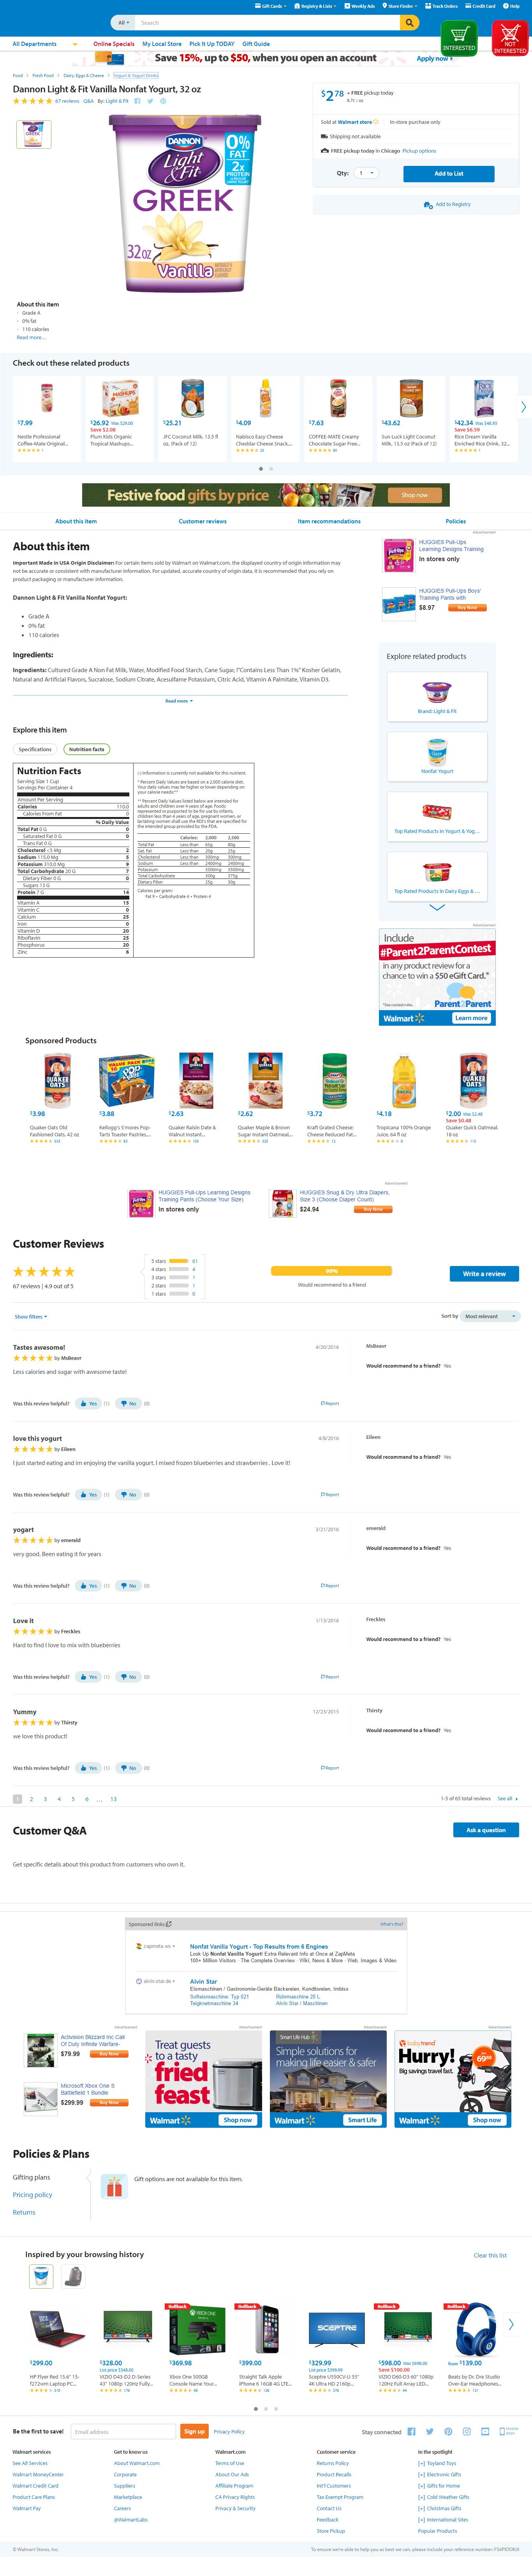 Gift Cards
Registry & Lists
Weekly Ads
Store Finder
Track Orders
Credit Card
Help
All
Search
INTERESTED
NOT INTERESTED
All Departments
Online Specials
My Local Store
Pick It Up TODAY
Gift Guide
Save 15%, up to $50, when you open an account
Apply now
Food
Fresh Food
Dairy, Eggs & Cheese
Yogurt & Yogurt Drinks
Dannon Light & Fit Vanilla Nonfat Yogurt, 32 oz
67 reviews Q&A By: Light & Fit
DANNON
Light & Fit
GREEK
0% FAT
2X PROTEIN
32oz
Vanilla
$2.78 + FREE pickup today
8.7¢ / oz
Sold at Walmart store In-store purchase only
Shipping not available
FREE pickup today in Chicago Pickup options
Qty: 1
Add to List
Add to Registry
About this item
Grade A
0% fat
110 calories
Read more....
Check out these related products
$7.99
Nestle Professional Coffee-Mate Original...
$26.92 Was $29.00
Save $2.08
Plum Kids Organic Tropical Mashups...
$25.21
JFC Coconut Milk, 13.5 fl oz, (Pack of 12)
$4.09
Nabisco Easy Cheese Cheddar Cheese Snack,...
$7.63
COFFEE-MATE Creamy Chocolate Sugar Free...
$43.62
Sun Luck Light Coconut Milk, 13.5 oz (Pack of 12)
$42.34 Was $48.93
Save $6.59
Rice Dream Vanilla Enriched Rice Drink, 32...
Festive food gifts by price
Shop now
About this item
Customer reviews
Item recommendations
Policies
About this item
Important Made in USA Origin Disclaimer: For certain items sold by Walmart on Walmart.com, the displayed country of origin information may not be accurate or consistent with manufacturer information. For updated, accurate country of origin data, it is recommended that you rely on product packaging or manufacturer information.
Dannon Light & Fit Vanilla Nonfat Yogurt:
Grade A
0% fat
110 calories
Ingredients:
Ingredients: Cultured Grade A Non Fat Milk, Water, Modified Food Starch, Cane Sugar, l"Contains Less Than 1%" Kosher Gelatin, Natural and Artificial Flavors, Sucralose, Sodium Citrate, Acesulfame Potassium, Citric Acid, Vitamin A Palmitate, Vitamin D3.
Read more
Advertisement
HUGGIES Pull-Ups Learning Designs Training
In stores only
HUGGIES Pull-Ups Boys' Training Pants with
$8.97
Buy Now
Explore related products
Brand: Light & Fit
Nonfat Yogurt
Top Rated Products in Yogurt & Yog...
Top Rated Products in Dairy Eggs & ...
Explore this item
Specifications
Nutrition facts
Nutrition Facts
Serving Size 1 Cup
Servings Per Container 4
Amount Per Serving
Calories 110.0
Calories From Fat 0
% Daily Value
Total Fat 0 G 0
Saturated Fat 0 G 0
Trans Fat 0 G
Cholesterol <5 Mg 2
Sodium 115.0 Mg 5
Potassium 310.0 Mg 9
Total Carbohydrate 20 G 7
Dietary Fiber 0 G 0
Sugars 13 G
Protein 7 G 14
Vitamin A 15
Vitamin C 0
Calcium 25
Iron 0
Vitamin D 20
Riboflavin 25
Phosphorus 20
Zinc 8
(-) Information is currently not available for this nutrient.
* Percent Daily Values are based on a 2,000 calorie diet. Your daily values may be higher or lower depending on your calorie needs:**
** Percent Daily Values listed below are intended for adults and children over 4 years of age. Foods represented or purported to be for use by infants, children less than 4 years of age, pregnant women, or lactating women shall use the RDI's that are specified for the intended group provided by the FDA.
Calories: 2,000 2,500
Total Fat Less than 65g 80g
Sat. Fat Less than 20g 25g
Cholesterol Less than 300mg 300mg
Sodium Less than 2400mg 2400mg
Potassium 3500mg 3500mg
Total Carbohydrate 300g 375g
Dietary Fiber 25g 30g
Calories per gram:
Fat 9 • Carbohydrate 4 • Protein 4
Advertisement
Include
#Parent2ParentContest
in any product review for a chance to win a $50 eGift Card.*
Parent2Parent
*See contest rules.
Walmart
Learn more
Sponsored Products
$3.98
Quaker Oats Old Fashioned Oats, 42 oz
$3.88
Kellogg's S'mores Pop-Tarts Toaster Pastries,...
$2.63
Quaker Raisin Date & Walnut Instant...
$2.62
Quaker Maple & Brown Sugar Instant Oatmeal,...
$3.72
Kraft Grated Cheese: Cheese Reduced Fat...
$4.18
Tropicana 100% Orange Juice, 64 fl oz
$2.00 Was $2.48
Save $0.48
Quaker Quick Oatmeal, 18 oz
Advertisement
HUGGIES Pull-Ups Learning Designs Training Pants (Choose Your Size)
In stores only
HUGGIES Snug & Dry Ultra Diapers, Size 3 (Choose Diaper Count)
$24.94
Buy Now
Customer Reviews
67 reviews | 4.9 out of 5
5 stars 61
4 stars 4
3 stars 1
2 stars 1
1 stars 0
99%
Would recommend to a friend
Write a review
Show filters
Sort by Most relevant
Tastes awesome!
4/20/2016
by MsBeavr
MsBeavr
Would recommend to a friend? Yes
Less calories and sugar with awesome taste!
Was this review helpful? Yes (1) No (0)
Report
love this yogurt
4/8/2016
by Eileen
Eileen
Would recommend to a friend? Yes
I just started eating and im enjoying the vanilla yogurt. I mixed frozen blueberries and strawberries . Love it!
Was this review helpful? Yes (1) No (0)
Report
yogart
3/21/2016
by emerald
emerald
Would recommend to a friend? Yes
very good. Been eating it for years
Was this review helpful? Yes (1) No (0)
Report
Love it
1/13/2016
by Freckles
Freckles
Would recommend to a friend? Yes
Hard to find I love to mix with blueberries
Was this review helpful? Yes (1) No (0)
Report
Yummy
12/23/2015
by Thirsty
Thirsty
Would recommend to a friend? Yes
we love this product!
Was this review helpful? Yes (1) No (0)
Report
1 2 3 4 5 6 ... 13
1-5 of 63 total reviews See all
Customer Q&A
Ask a question
Get specific details about this product from customers who own it.
Sponsored links
What's this?
zapmeta.ws
Nonfat Vanilla Yogurt - Top Results from 6 Engines
Look Up Nonfat Vanilla Yogurt! Extra Relevant Info at Once at ZapMeta
100+ Million Visitors · The Complete Overview · Wiki, News & More · Web, Images & Video
alvin.star.de
Alvin Star
Eismaschinen / Gastronomie-Geräte Bäckereien, Konditoreien, Imbiss
Softeismaschine: Typ 621
Rührmaschine 20 L
Teigknetmaschine 34
Alvin Star / Maschinen
Advertisement
Activision Blizzard Inc Call Of Duty Infinite Warfare-
$79.99
Buy Now
Microsoft Xbox One S Battlefield 1 Bundle
$299.99
Buy Now
Advertisement
Treat guests to a tasty fried feast
Walmart
Shop now
Advertisement
Smart Life Hub
Simple solutions for making life easier & safer
Walmart
Smart Life
Advertisement
babytrend
Hurry!
Big savings travel fast.
69.88
Walmart
Shop now
Policies & Plans
Gifting plans
Pricing policy
Returns
Gift options are not available for this item.
Inspired by your browsing history
Clear this list
$299.00
HP Flyer Red 15.6" 15-f272wm Laptop PC...
$328.00
List price $348.00
VIZIO D43-D2 D-Series 43" 1080p 120Hz Fully...
Rollback
$369.98
Xbox One 500GB Console Name Your...
Rollback
$399.00
Straight Talk Apple iPhone 6 16GB 4G LTE...
SCEPTRE
$329.99
List price $399.99
Sceptre U550CV-U 55" 4K Ultra HD 2160p...
Rollback
$598.00 Was $698.00
Save $100.00
VIZIO D60-D3 60" 1080p 120Hz Full Array LED...
Rollback
from $139.00
Beats by Dr. Dre Studio Over-Ear Headphones...
Be the first to save!
Email address
Sign up
Privacy Policy
Stay connected
Mobile apps
Walmart services
See All Services
Walmart MoneyCenter
Walmart Credit Card
Product Care Plans
Walmart Pay
Get to know us
About Walmart.com
Corporate
Suppliers
Marketplace
Careers
@WalmartLabs
Walmart.com
Terms of Use
About Our Ads
Affiliate Program
CA Privacy Rights
Privacy & Security
Customer service
Returns Policy
Product Recalls
Int'l Customers
Tax Exempt Program
Contact Us
Feedback
Store Pickup
In the spotlight
[+] Toyland Toys
[+] Electronic Gifts
[+] Gifts for Home
[+] Cold Weather Gifts
[+] Christmas Gifts
[+] International Sites
Popular Products
© Walmart Stores, Inc.
To ensure we're able to help you as best we can, please include your reference number: